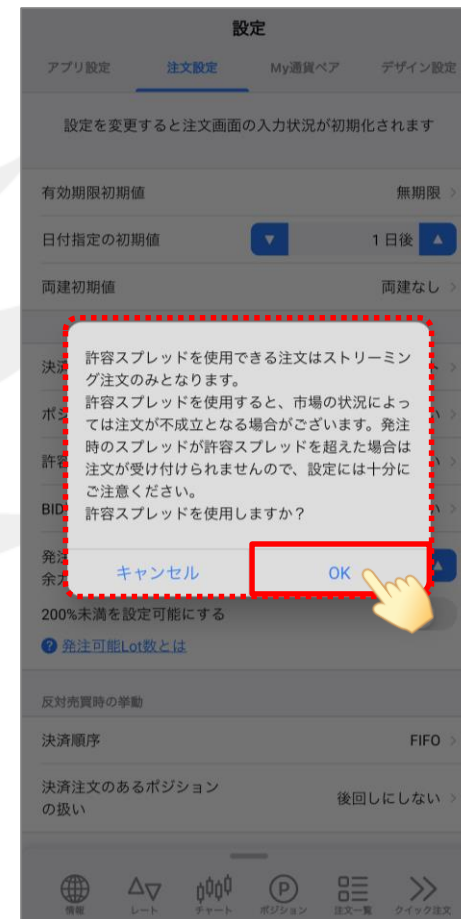 設定
アプリ設定
注文設定
My通貨ペア
デザイン設定
設定を変更すると注文画面の入力状況が初期化されます
有効期限初期値
無期限
日付指定の初期値
1 日後
両建初期値
両建なし
許容スプレッドを使用できる注文はストリーミン
グ注文のみとなります。
許容スプレッドを使用すると、市場の状況によっ
ては注文が不成立となる場合がございます。発注
時のスプレッドが許容スプレッドを超えた場合は
注文が受け付けられませんので、設定には十分に
ご注意ください。
許容スプレッドを使用しますか？
決済
ポジ
許容
BID
発注
余力
キャンセル
OK
200%未満を設定可能にする
発注可能Lot数とは
反対売買時の挙動
決済順序
FIFO
決済注文のあるポジション
の扱い
後回しにしない
情報
レート
チャート
ポジション
注文一覧
クイック注文